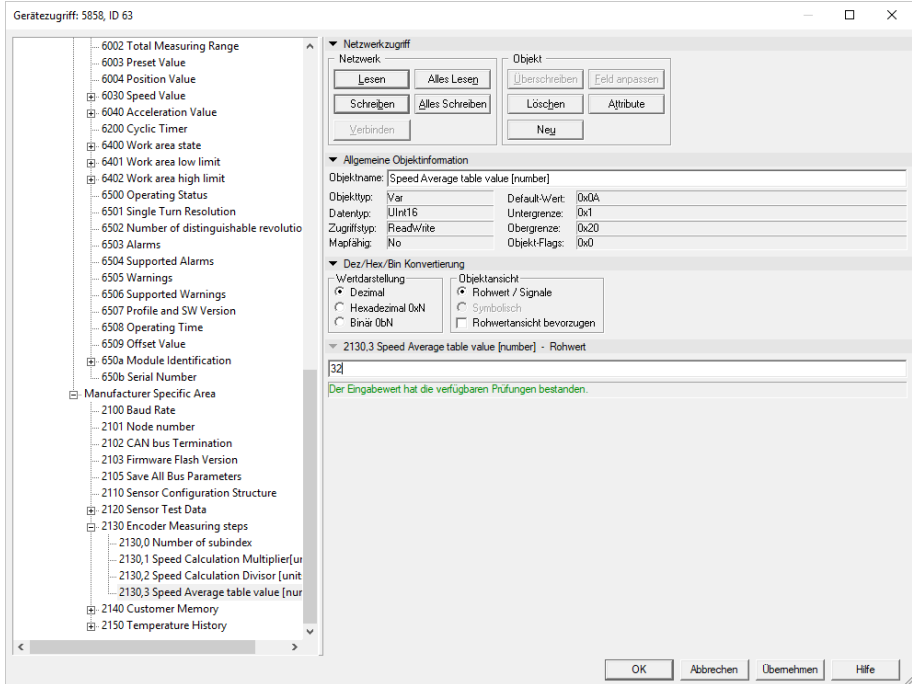 Gerätezugriff: 5858, ID 63
6002 Total Measuring Range
6003 Preset Value
6004 Position Value
6030 Speed Value
6040 Acceleration Value
6200 Cyclic Timer
6400 Work area state
6401 Work area low limit
6402 Work area high limit
6500 Operating Status
6501 Single Turn Resolution
6502 Number of distinguishable revolutio
6503 Alarms
6504 Supported Alarms
6505 Warnings
6506 Supported Warnings
6507 Profile and SW Version
6508 Operating Time
6509 Offset Value
650a Module Identification
650b Serial Number
Manufacturer Specific Area
2100 Baud Rate
2101 Node number
2102 CAN bus Termination
2103 Firmware Flash Version
2105 Save All Bus Parameters
2110 Sensor Configuration Structure
2120 Sensor Test Data
2130 Encoder Measuring steps
2130,0 Number of subindex
2130,1 Speed Calculation Multiplier[ur
2130,2 Speed Calculation Divisor [unit
2130,3 Speed Average table value [nur
2140 Customer Memory
2150 Temperature History
Netzwerkzugriff
Netzwerk
Lesen Alles Lesen
Schreiben Alles Schreiben
Verbinden
Objekt
Überschreiben Feld anpassen
Löschen Attribute
Neu
Allgemeine Objektinformation
Objektname: Speed Average table value [number]
Objekttyp: Var Default-Wert: 0x0A
Datentyp: UInt16 Untergrenze: 0x1
Zugriffstyp: ReadWrite Obergrenze: 0x20
Mapfähig: No Objekt-Flags: 0x0
Dez/Hex/Bin Konvertierung
Wertdarstellung
Dezimal
Hexadezimal 0xN
Binär 0bN
Objektansicht
Rohwert / Signale
Symbolisch
Rohwertansicht bevorzugen
2130,3 Speed Average table value [number] - Rohwert
32
Der Eingabewert hat die verfügbaren Prüfungen bestanden.
OK Abbrechen Übernehmen Hilfe